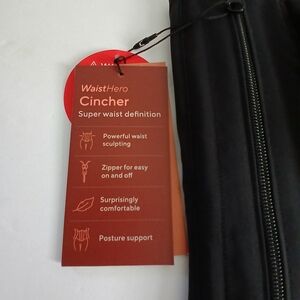 WaistHero
Cincher
Super waist definition
Powerful waist
sculpting
Zipper for easy
on and off
Surprisingly
comfortable
Posture support